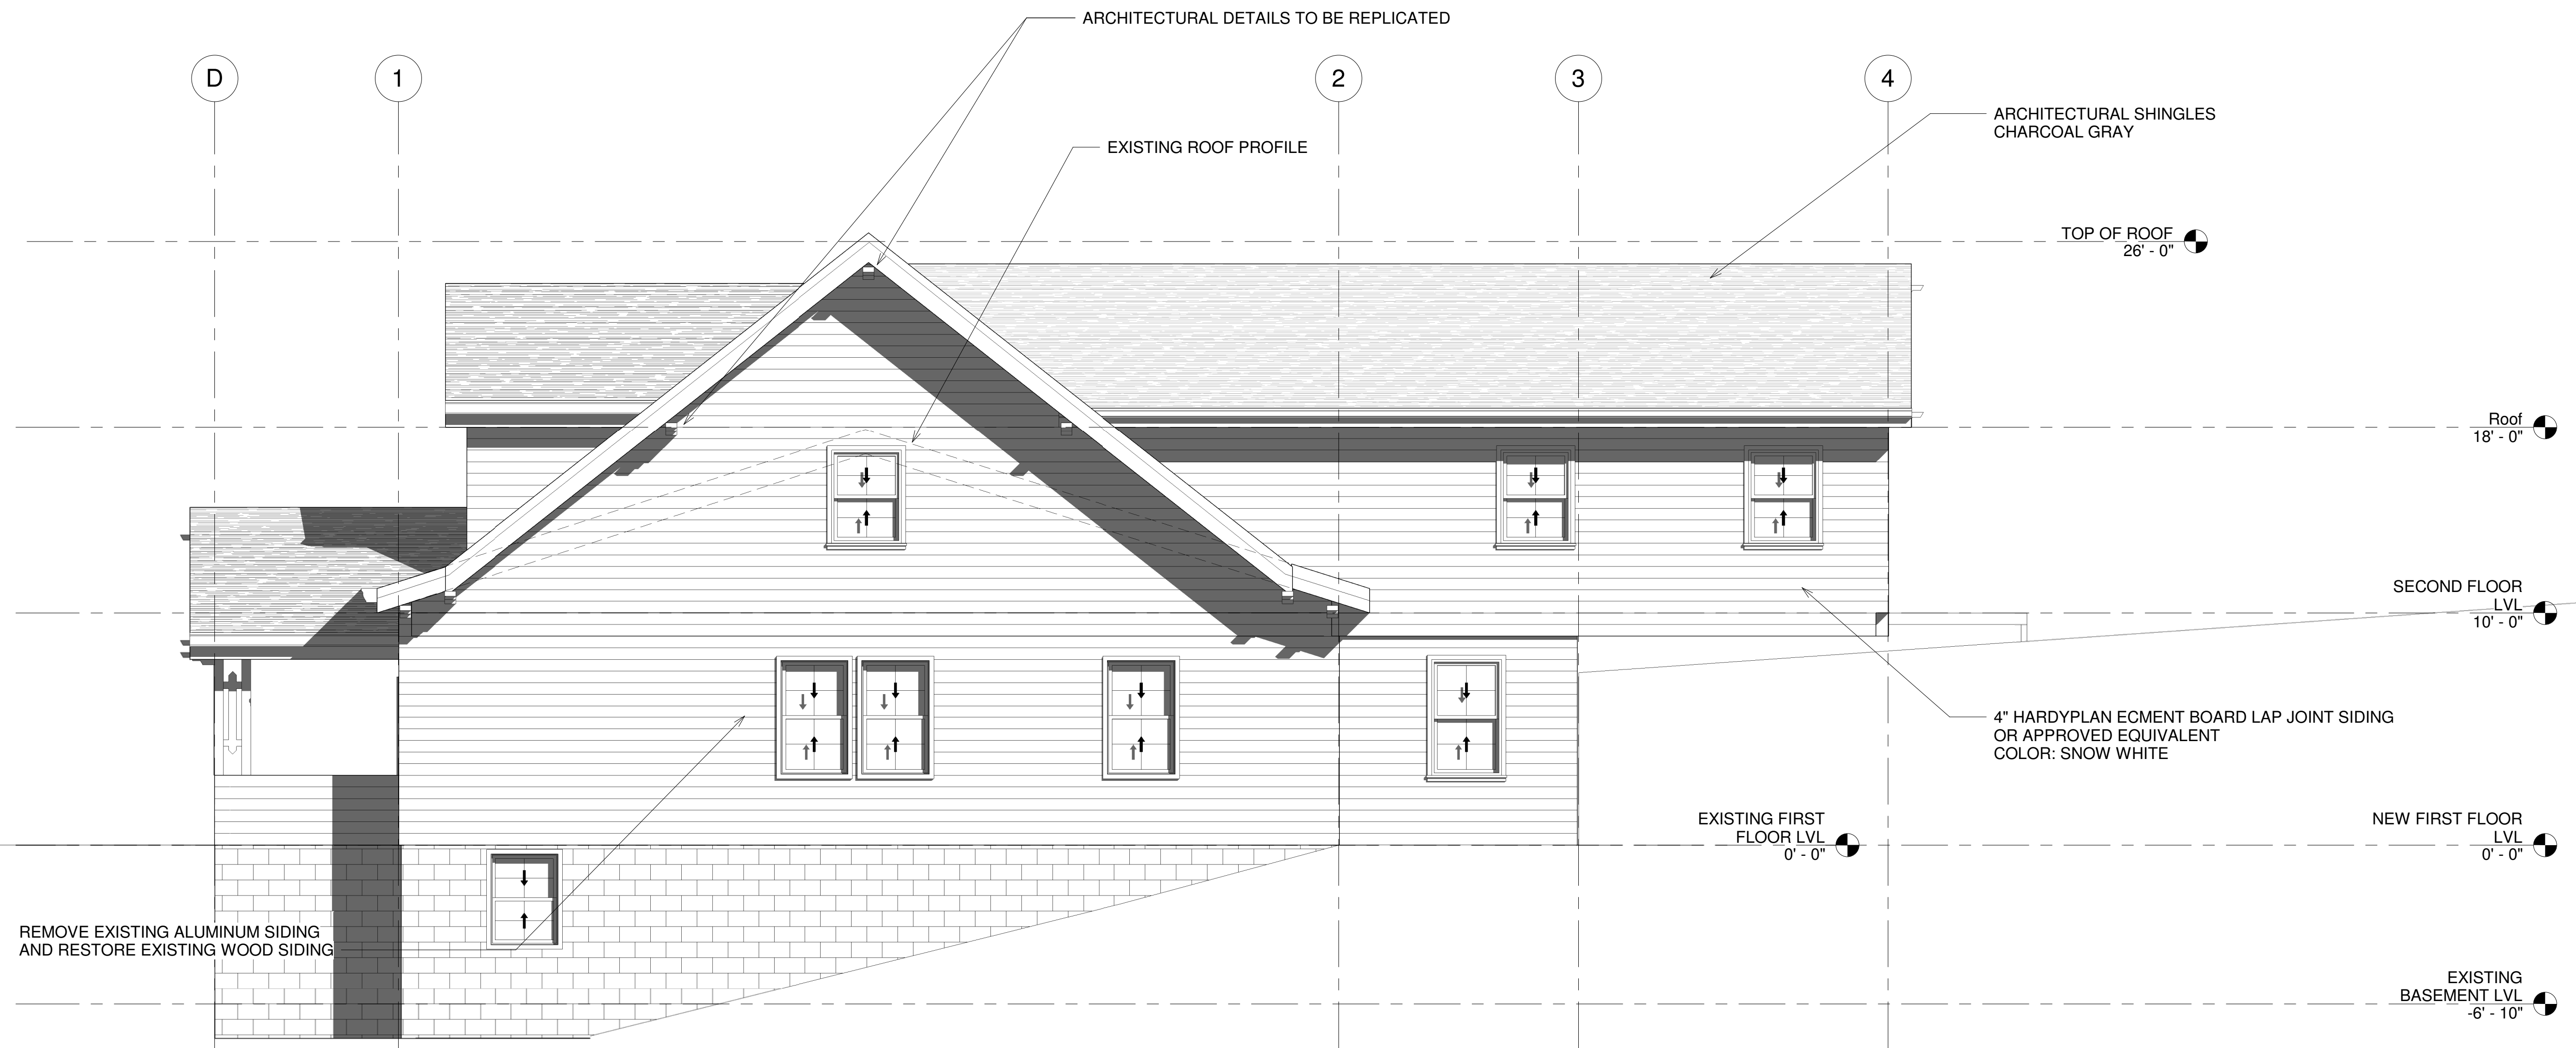 ARCHITECTURAL DETAILS TO BE REPLICATED
D
1
2
3
4
ARCHITECTURAL SHINGLES
CHARCOAL GRAY
EXISTING ROOF PROFILE
TOP OF ROOF
26' - 0"
Roof
18' - 0"
SECOND FLOOR
LVL
10' - 0"
4" HARDYPLAN ECMENT BOARD LAP JOINT SIDING
OR APPROVED EQUIVALENT
COLOR: SNOW WHITE
EXISTING FIRST
FLOOR LVL
0' - 0"
NEW FIRST FLOOR
LVL
0' - 0"
REMOVE EXISTING ALUMINUM SIDING
AND RESTORE EXISTING WOOD SIDING
EXISTING
BASEMENT LVL
-6' - 10"